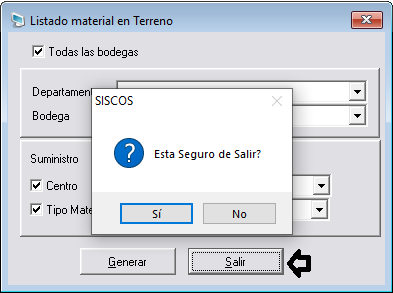 Listado material en Terreno
Todas las bodegas
Departamen
Bodega
SISCOS
Esta Seguro de Salir?
Sí
No
Suministro
Centro
Tipo Mate
Generar
Salir